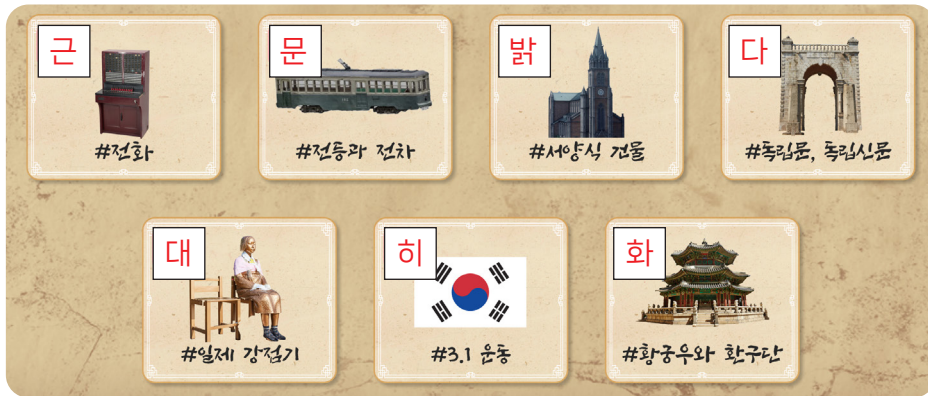 근
#전화
문
#전등과 전차
밝
#서양식 건물
다
#독립문, 독립신문
대
#일제 강점기
히
#3.1 운동
화
#황궁우와 환구단